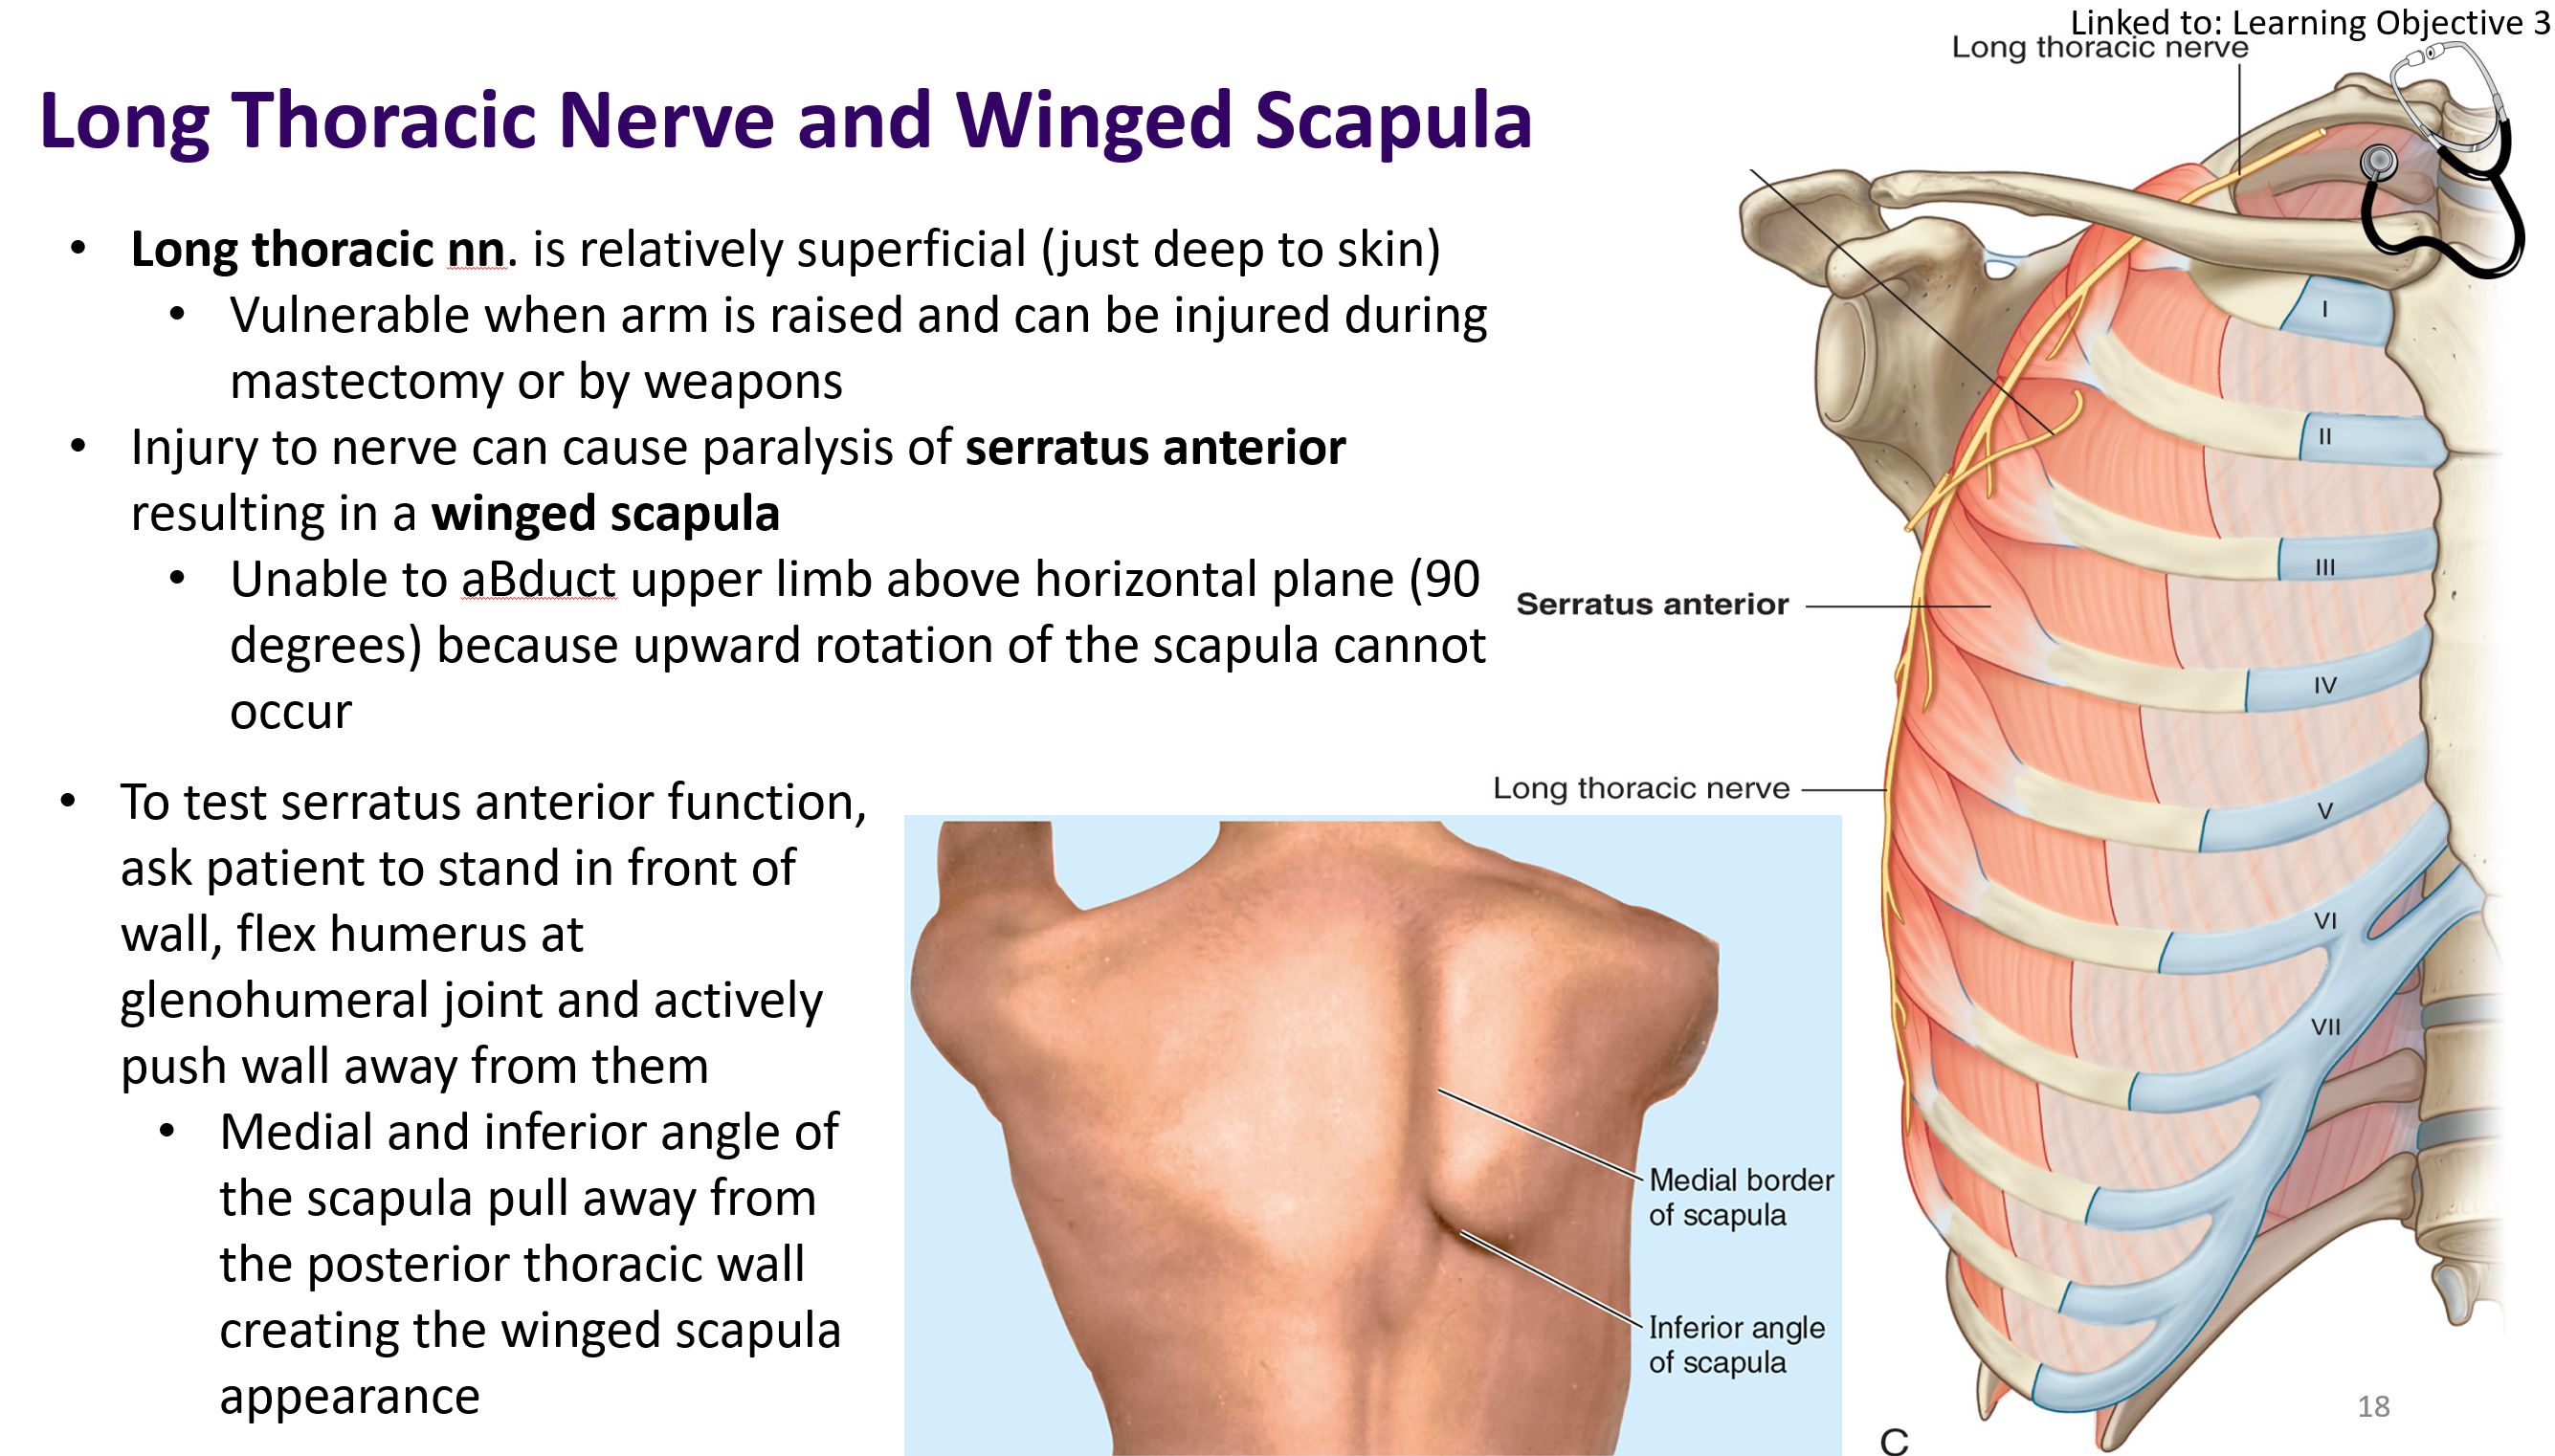 Linked to: Learning Objective 3
Long thoracic nerve
Long Thoracic Nerve and Winged Scapula
• Long thoracic nn. is relatively superficial (just deep to skin)
• Vulnerable when arm is raised and can be injured during
mastectomy or by weapons
• Injury to nerve can cause paralysis of serratus anterior
resulting in a winged scapula
• Unable to aBduct upper limb above horizontal plane (90
degrees) because upward rotation of the scapula cannot
occur
• To test serratus anterior function,
ask patient to stand in front of
wall, flex humerus at
glenohumeral joint and actively
push wall away from them
• Medial and inferior angle of
the scapula pull away from
the posterior thoracic wall
creating the winged scapula
appearance
Serratus anterior
Long thoracic nerve
Medial border
of scapula
Inferior angle
of scapula
I
II
III
IV
V
VI
VII
C
18